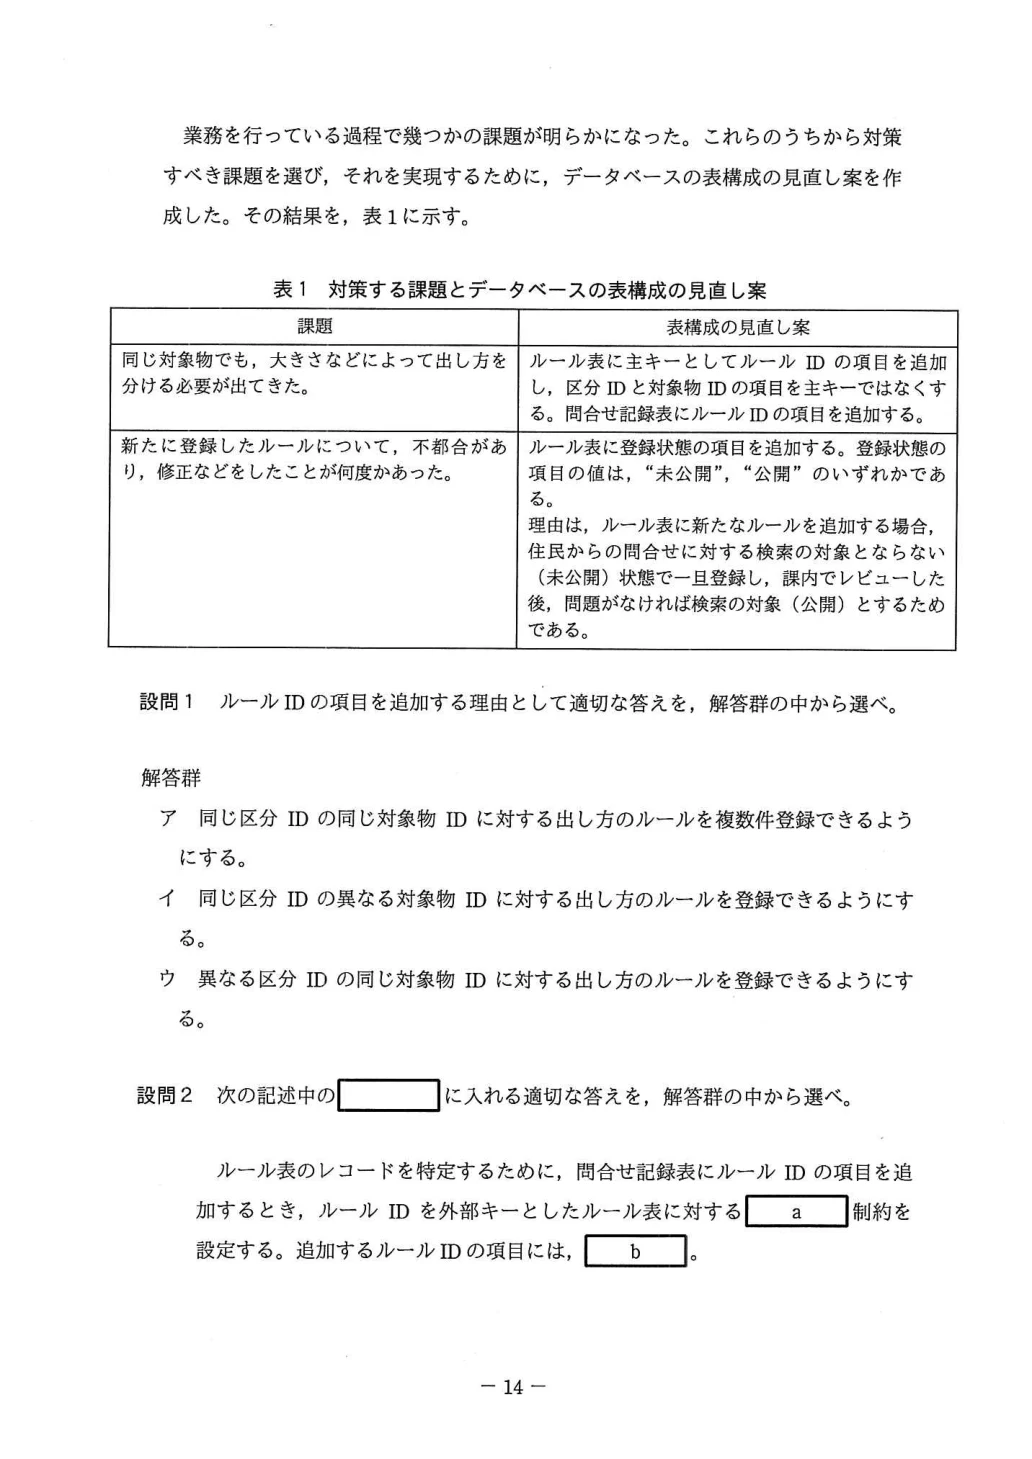 業務を行っている過程で幾つかの課題が明らかになった。これらのうちから対策
すべき課題を選び，それを実現するために，データベースの表構成の見直し案を作
成した。その結果を，表1に示す。
表1　対策する課題とデータベースの表構成の見直し案
課題
表構成の見直し案
同じ対象物でも，大きさなどによって出し方を
分ける必要が出てきた。
ルール表に主キーとしてルール ID の項目を追加
し，区分 ID と対象物 ID の項目を主キーではなくす
る。問合せ記録表にルール ID の項目を追加する。
新たに登録したルールについて，不都合があ
り，修正などをしたことが何度かあった。
ルール表に登録状態の項目を追加する。登録状態の
項目の値は，“未公開”，“公開” のいずれかであ
る。
理由は，ルール表に新たなルールを追加する場合，
住民からの問合せに対する検索の対象とならない
（未公開）状態で一旦登録し，課内でレビューした
後，問題がなければ検索の対象（公開）とするため
である。
設問1　ルール ID の項目を追加する理由として適切な答えを，解答群の中から選べ。
解答群
ア　同じ区分 ID の同じ対象物 ID に対する出し方のルールを複数件登録できるよう
にする。
イ　同じ区分 ID の異なる対象物 ID に対する出し方のルールを登録できるようにす
る。
ウ　異なる区分 ID の同じ対象物 ID に対する出し方のルールを登録できるようにす
る。
設問2　次の記述中の　　　に入れる適切な答えを，解答群の中から選べ。
ルール表のレコードを特定するために，問合せ記録表にルール ID の項目を追
加するとき，ルール ID を外部キーとしたルール表に対する a 制約を
設定する。追加するルール ID の項目には， b 。
－ 14 －